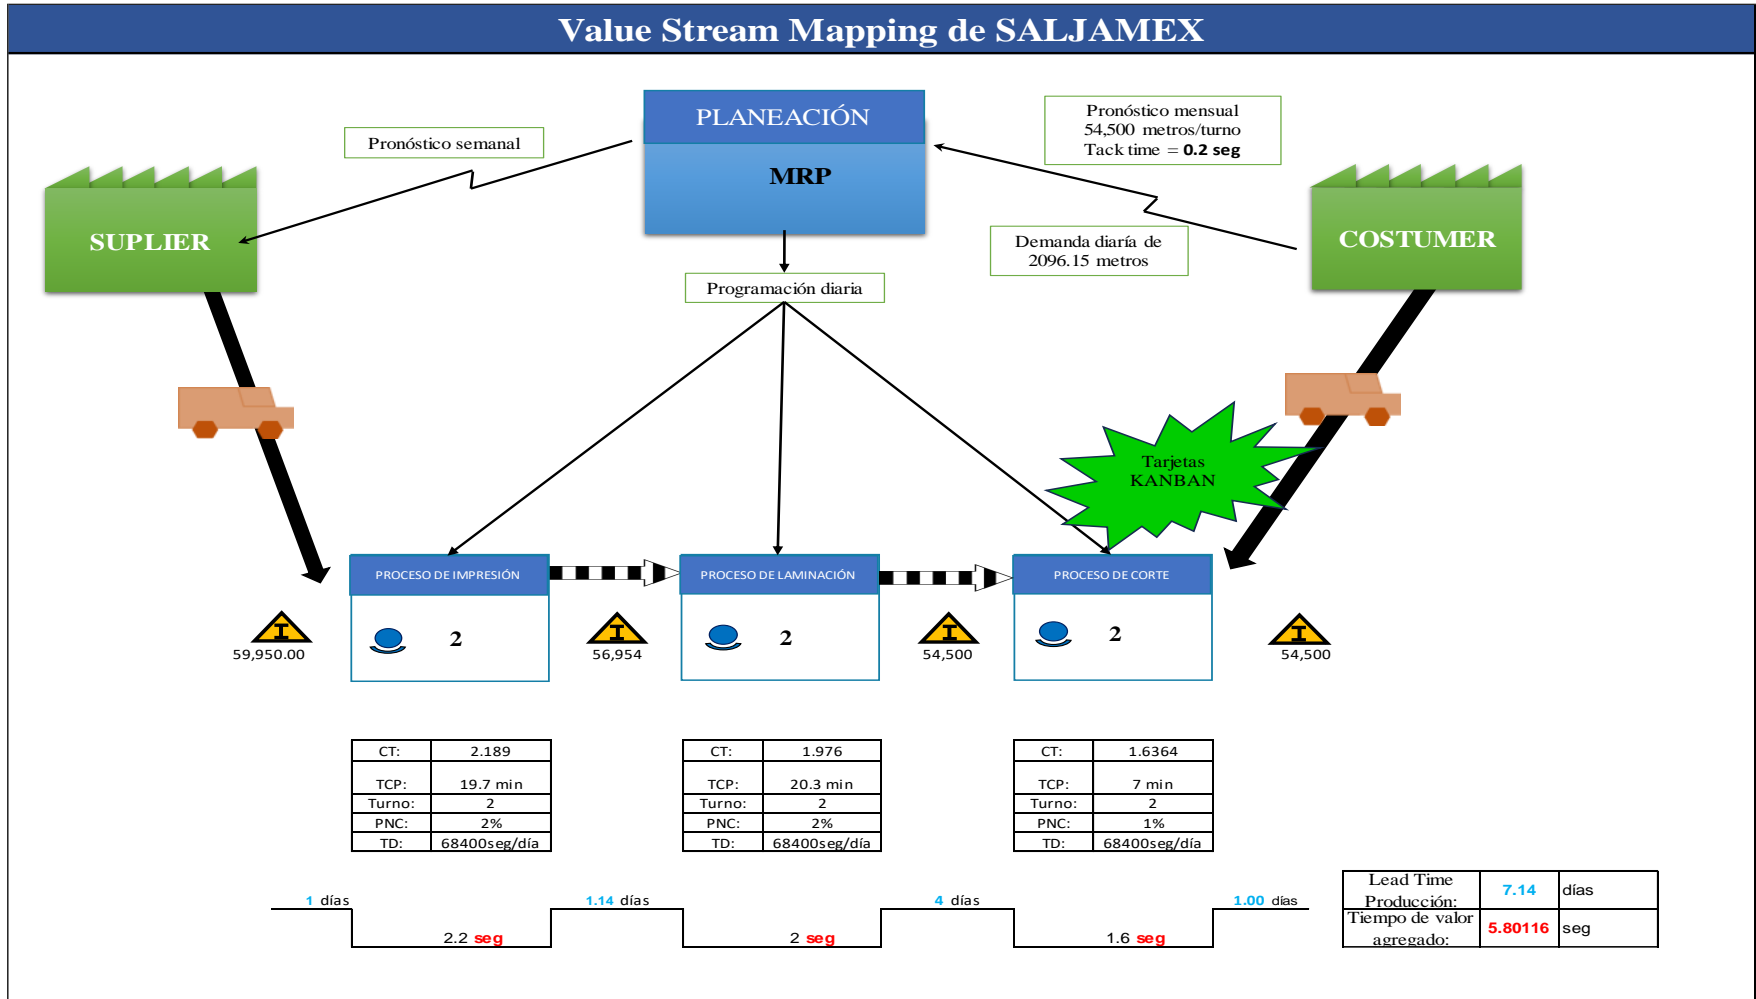 Value Stream Mapping de SALJAMEX
PLANEACIÓN
MRP
Pronóstico semanal
Pronóstico mensual
54,500 metros/turno
Tack time = 0.2 seg
SUPLIER
COSTUMER
Demanda diaría de
2096.15 metros
Programación diaria
Tarjetas
KANBAN
PROCESO DE IMPRESIÓN
PROCESO DE LAMINACIÓN
PROCESO DE CORTE
I
2
I
2
I
2
I
59,950.00
56,954
54,500
54,500
CT: 2.189
TCP: 19.7 min
Turno: 2
PNC: 2%
TD: 68400seg/día
CT: 1.976
TCP: 20.3 min
Turno: 2
PNC: 2%
TD: 68400seg/día
CT: 1.6364
TCP: 7 min
Turno: 2
PNC: 1%
TD: 68400seg/día
1 días
1.14 días
4 días
1.00 días
2.2 seg
2 seg
1.6 seg
Lead Time
Producción: 7.14 días
Tiempo de valor
agregado: 5.80116 seg